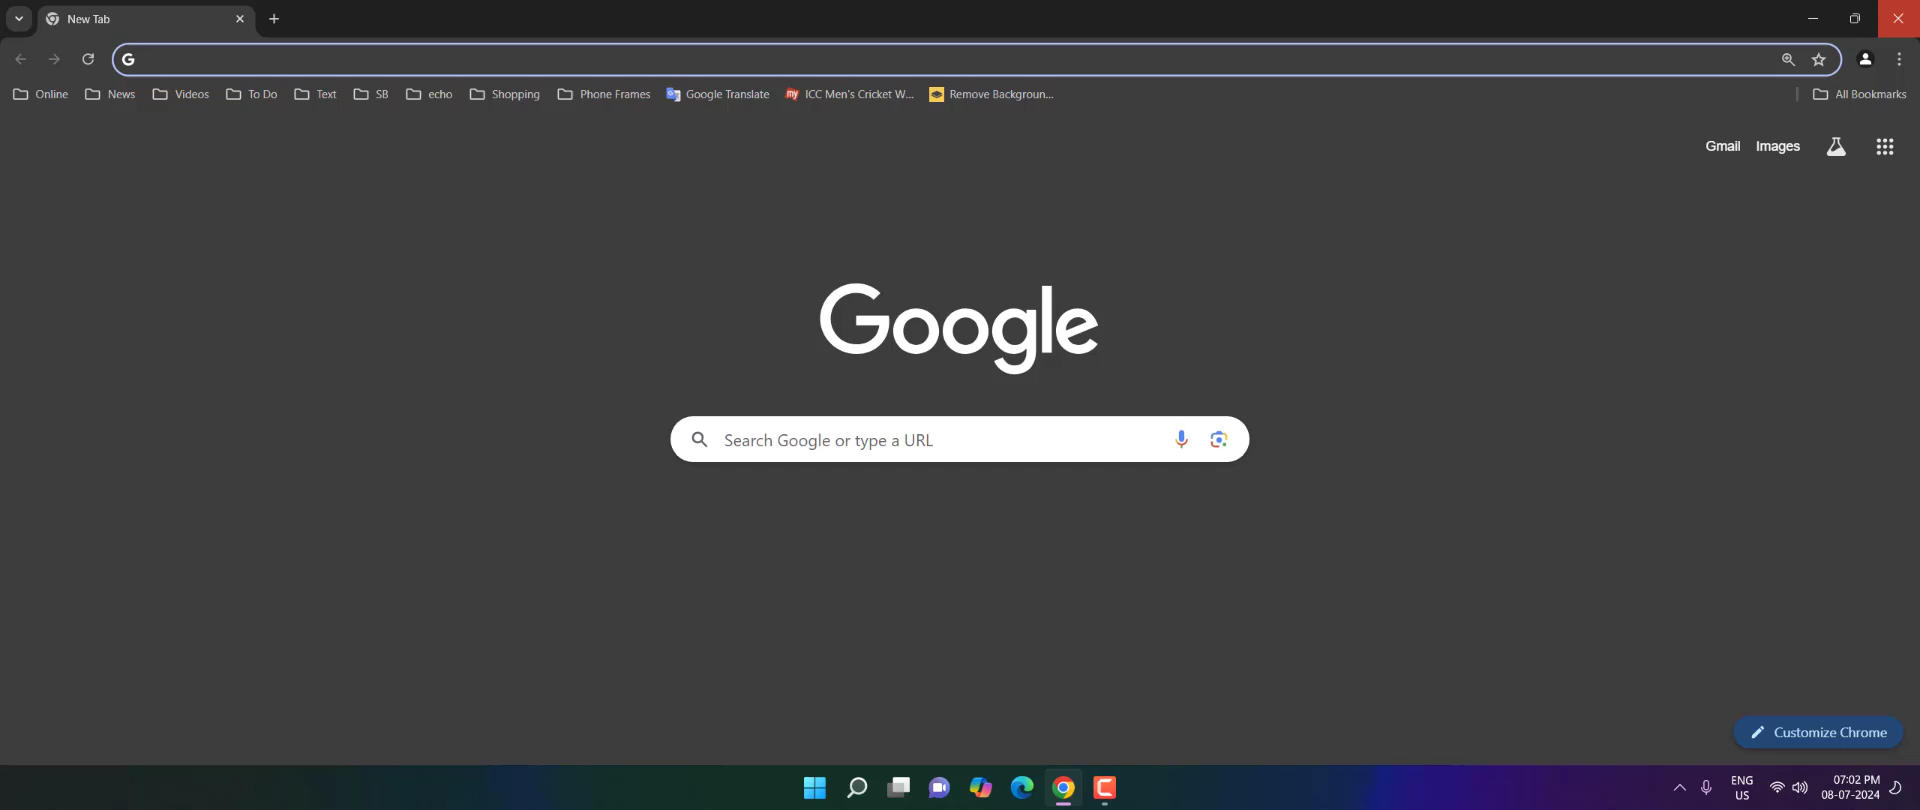 New Tab
Online News Videos To Do Text SB echo Shopping Phone Frames Google Translate ICC Men's Cricket W... Remove Backgroun... All Bookmarks
Gmail Images
Google
Search Google or type a URL
Customize Chrome
ENG 07:02 PM
US 08-07-2024